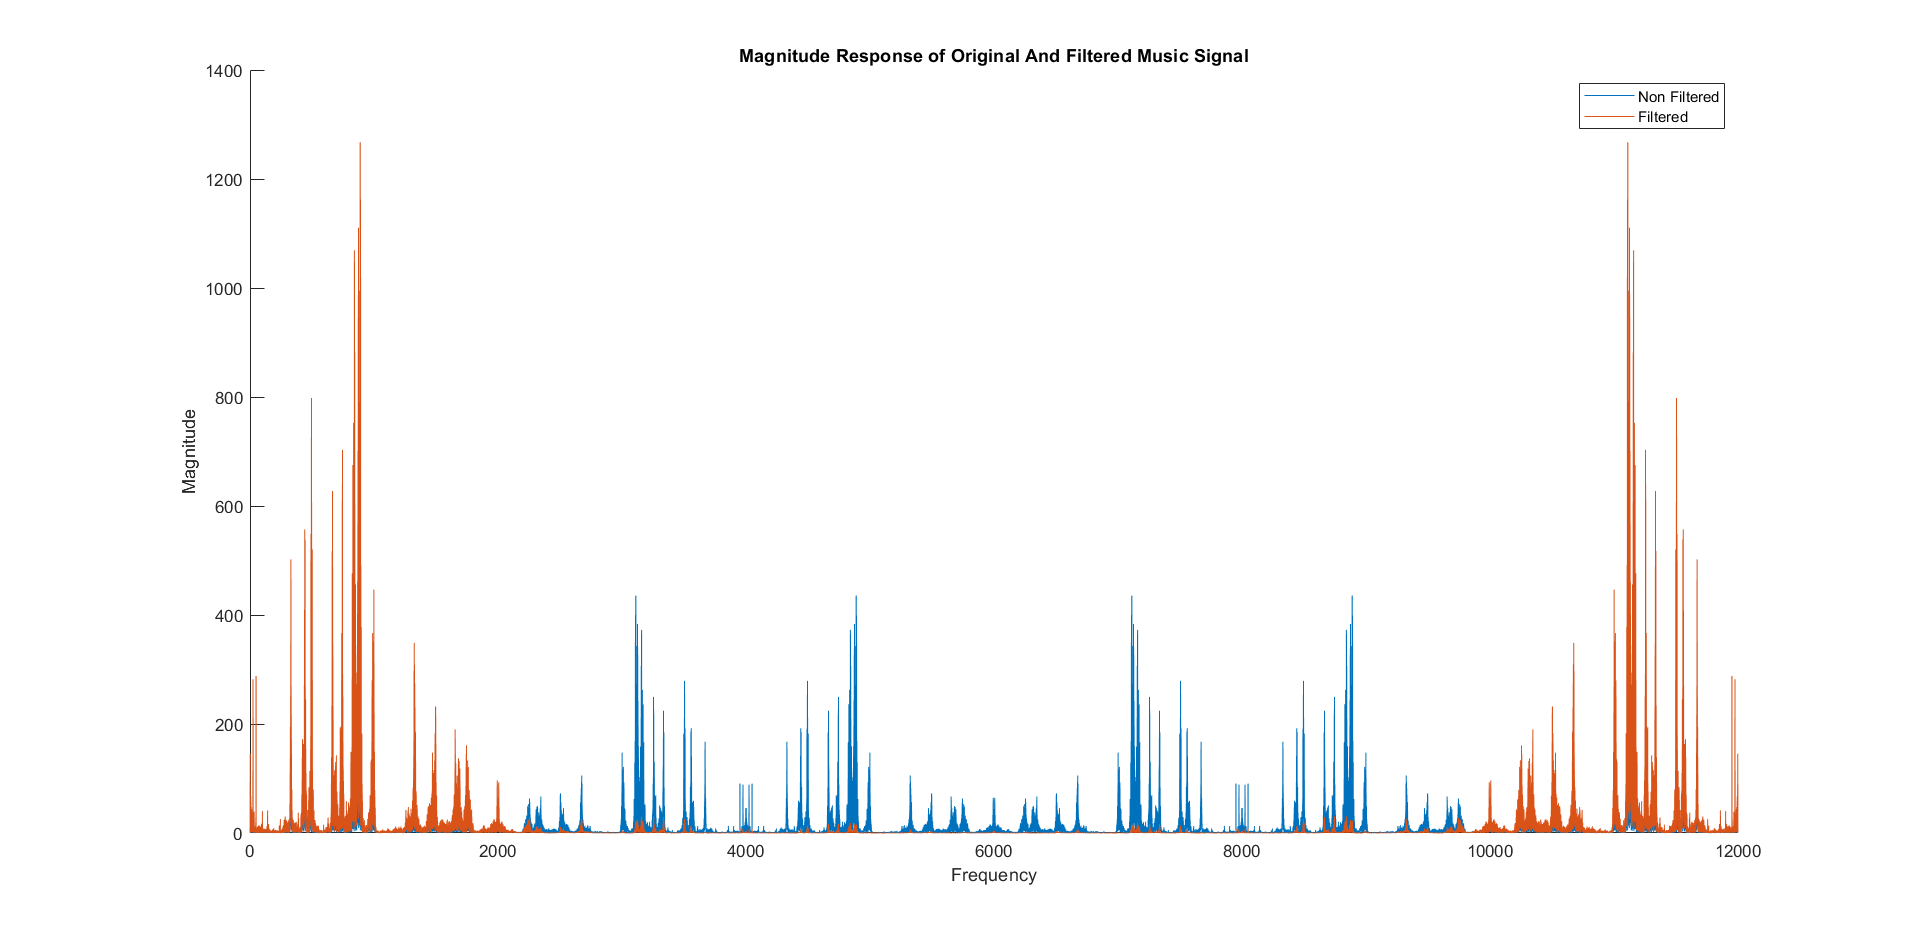 Magnitude Response of Original And Filtered Music Signal
1400
1200
1000
800
600
400
200
0
Magnitude
Non Filtered
Filtered
0 2000 4000 6000 8000 10000 12000
Frequency